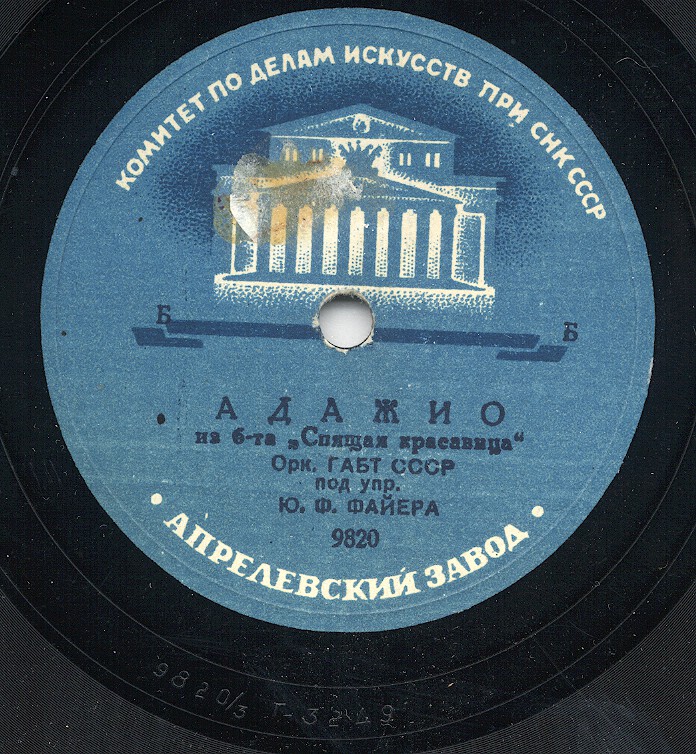 КОМИТЕТ ПО ДЕЛАМ ИСКУССТВ ПРИ СНК СССР
Б Б
АДАЖИО
из б-та „Спящая красавица“
Орк. ГАБТ СССР
под упр.
Ю. Ф. ФАЙЕРА
9820
• АПРЕЛЕВСКИЙ ЗАВОД •
9820/3